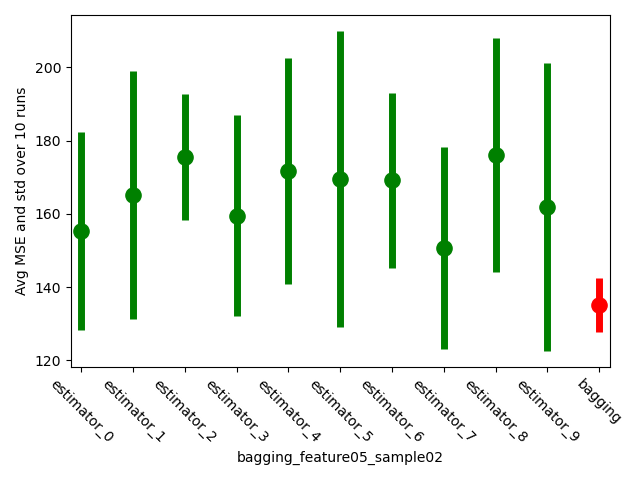 Avg MSE and std over 10 runs
200
180
160
140
120
estimator_0
estimator_1
estimator_2
estimator_3
estimator_4
estimator_5
estimator_6
estimator_7
estimator_8
estimator_9
bagging
bagging_feature05_sample02